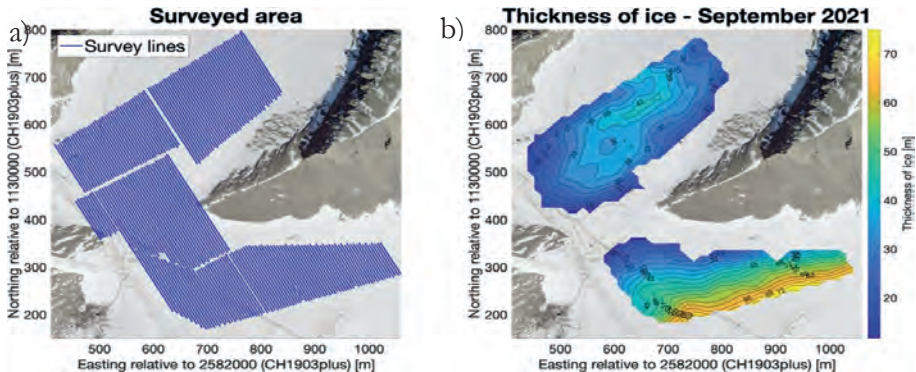 a)
Surveyed area
Survey lines
Northing relative to 1130000 (CH1903plus) [m]
800
700
600
500
400
300
200
500 600 700 800 900 1000
Easting relative to 2582000 (CH1903plus) [m]
b)
Thickness of ice - September 2021
Northing relative to 1130000 (CH1903plus) [m]
800
700
600
500
400
300
200
500 600 700 800 900 1000
Easting relative to 2582000 (CH1903plus) [m]
70
60
50
40
30
20
Thickness of ice [m]